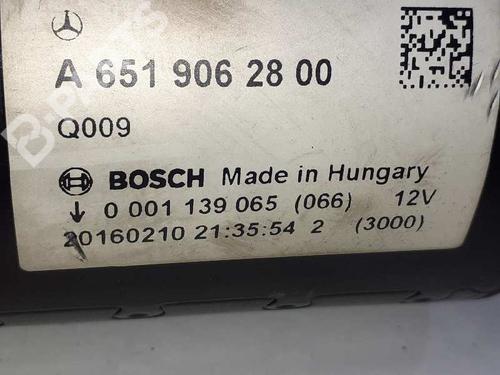 A 651 906 28 00
Q009
BOSCH Made in Hungary
0 001 139 065 (066) 12V
20160210 21:35:54 2 (3000)